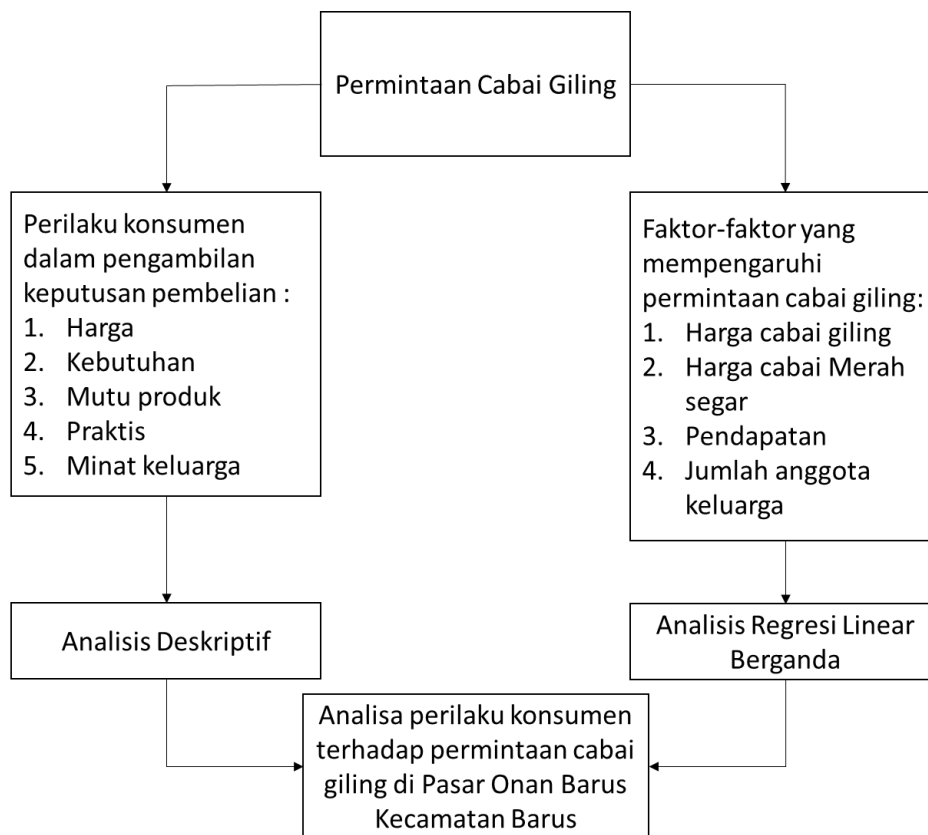 Permintaan Cabai Giling
Perilaku konsumen
dalam pengambilan
keputusan pembelian :
1. Harga
2. Kebutuhan
3. Mutu produk
4. Praktis
5. Minat keluarga
Faktor-faktor yang
mempengaruhi
permintaan cabai giling:
1. Harga cabai giling
2. Harga cabai Merah
segar
3. Pendapatan
4. Jumlah anggota
keluarga
Analisis Deskriptif
Analisis Regresi Linear
Berganda
Analisa perilaku konsumen
terhadap permintaan cabai
giling di Pasar Onan Barus
Kecamatan Barus